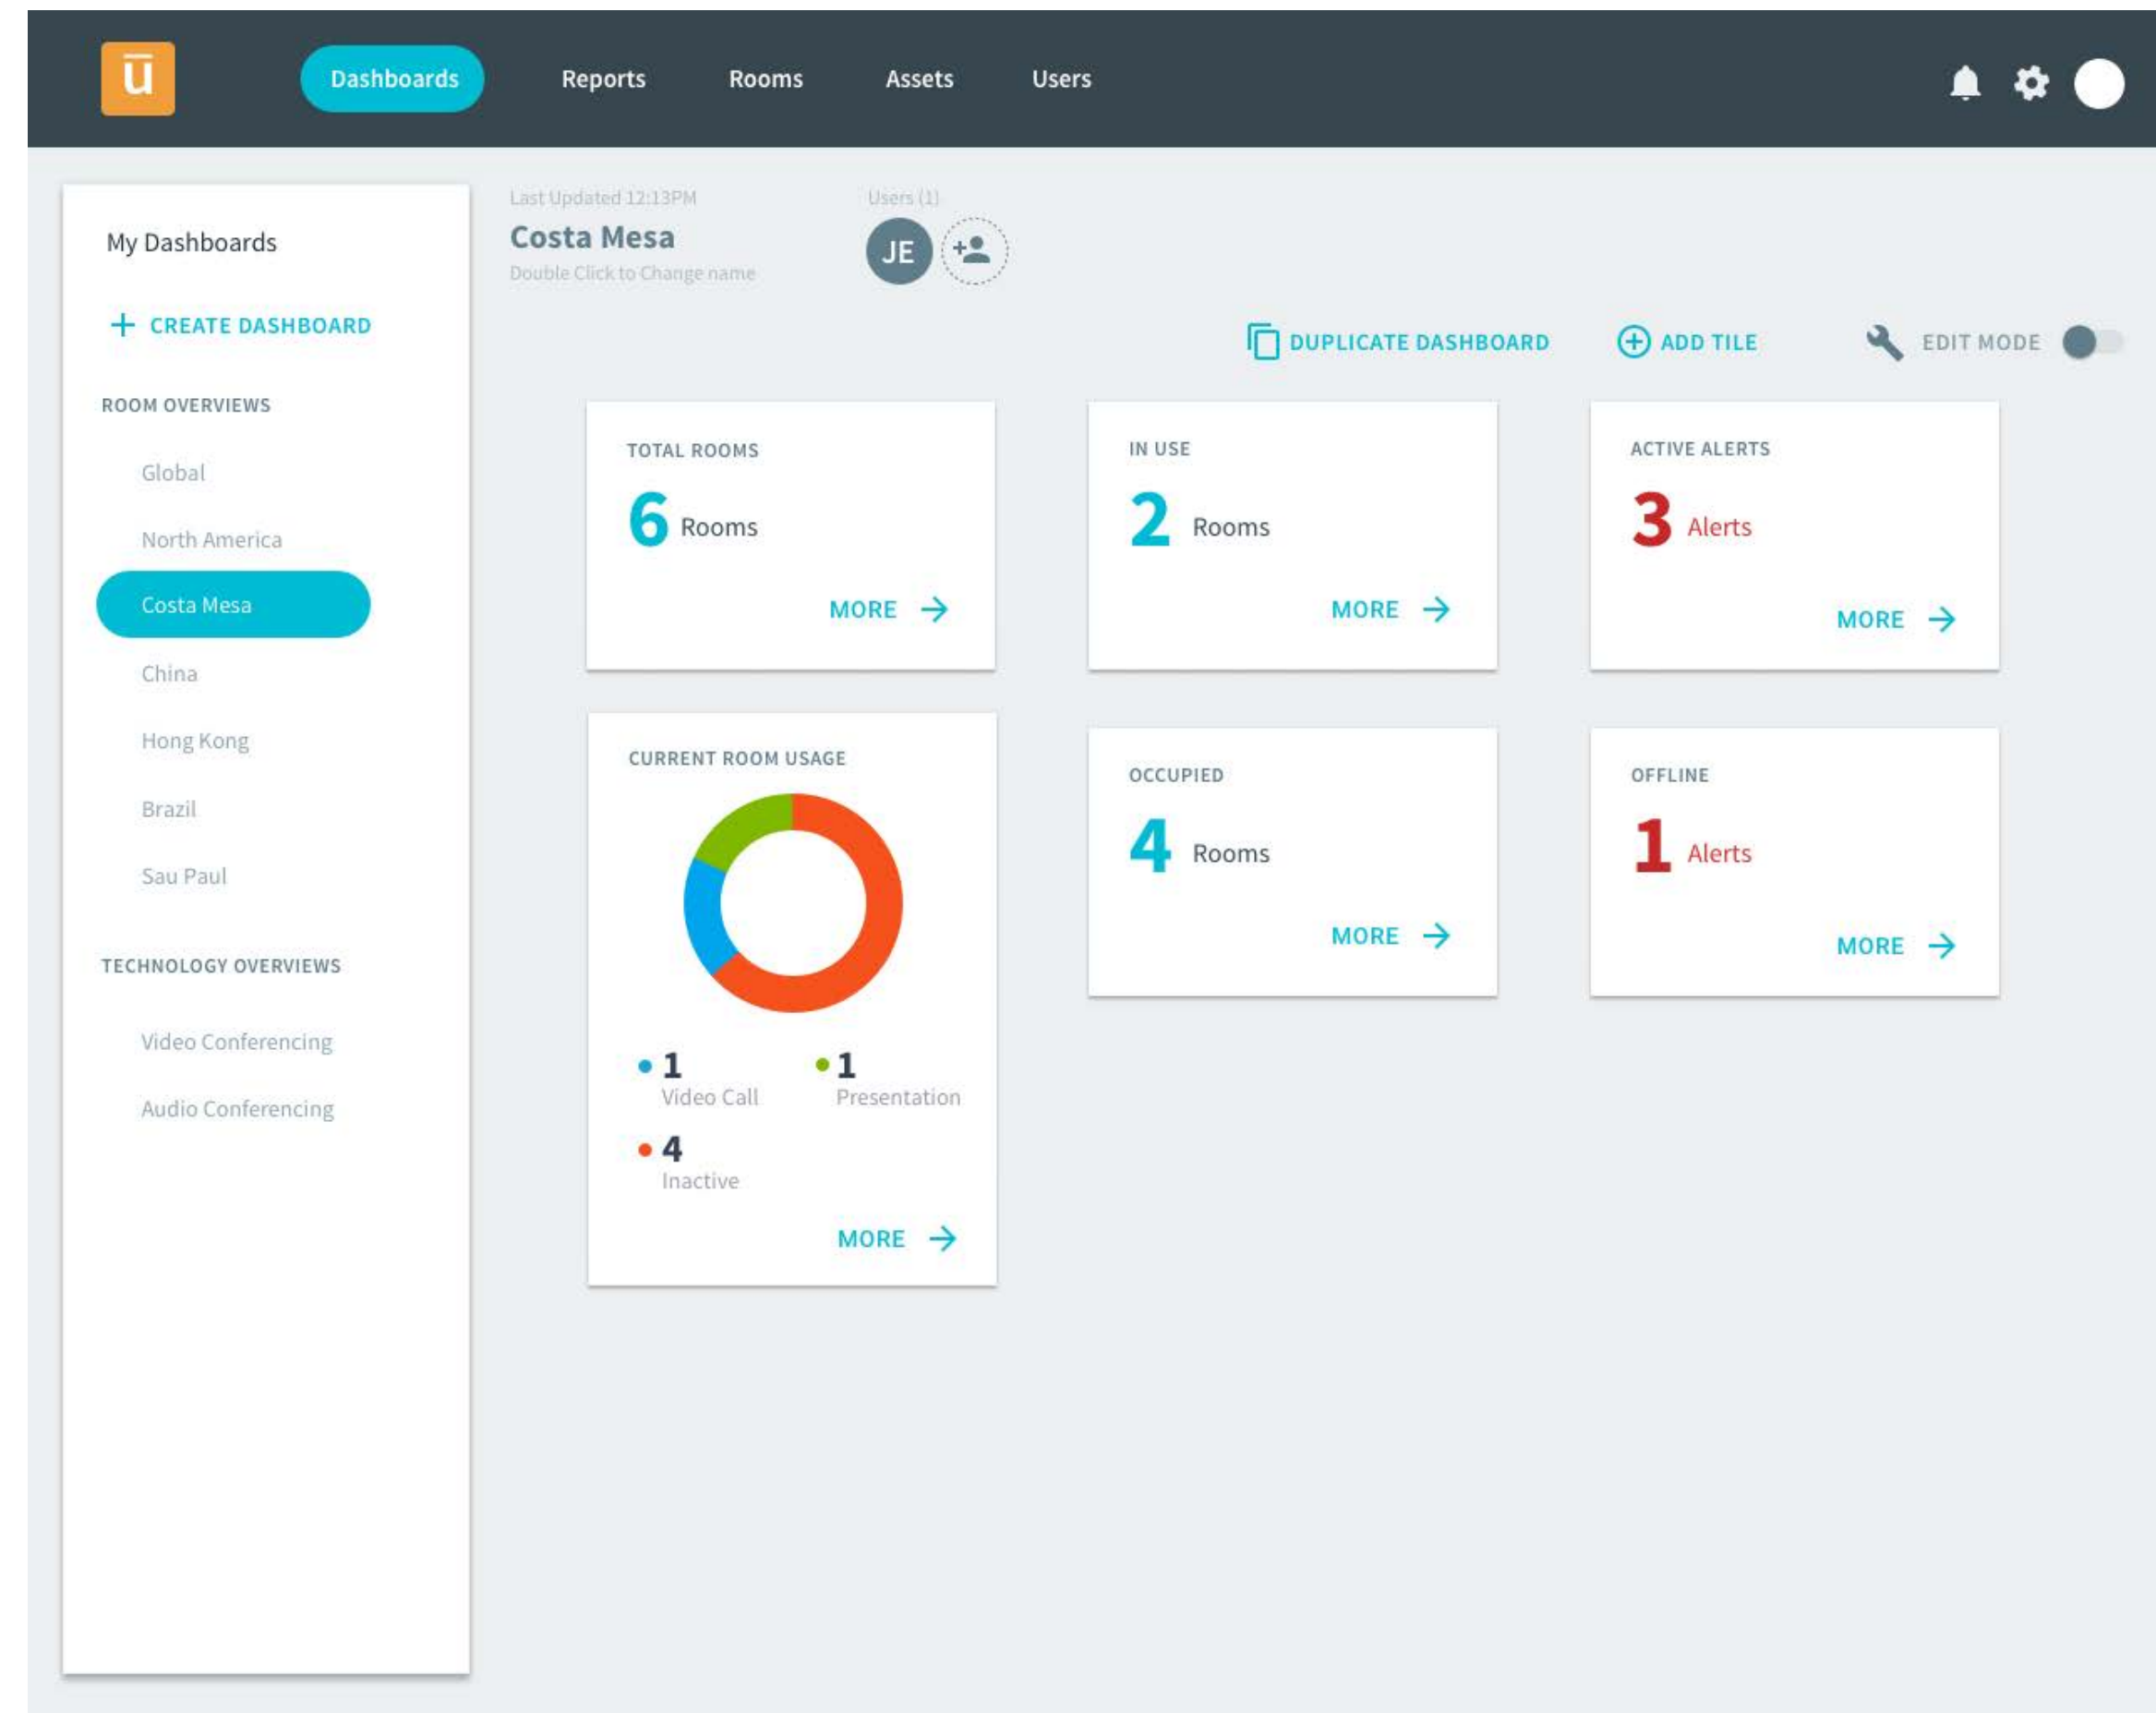 ū
Dashboards
Reports
Rooms
Assets
Users
My Dashboards
CREATE DASHBOARD
ROOM OVERVIEWS
Global
North America
Costa Mesa
China
Hong Kong
Brazil
Sau Paul
TECHNOLOGY OVERVIEWS
Video Conferencing
Audio Conferencing
Last Updated 12:13PM
Costa Mesa
Double Click to Change name
Users (1)
JE
DUPLICATE DASHBOARD
ADD TILE
EDIT MODE
TOTAL ROOMS
6 Rooms
MORE
IN USE
2 Rooms
MORE
ACTIVE ALERTS
3 Alerts
MORE
CURRENT ROOM USAGE
1
Video Call
1
Presentation
4
Inactive
MORE
OCCUPIED
4 Rooms
MORE
OFFLINE
1 Alerts
MORE